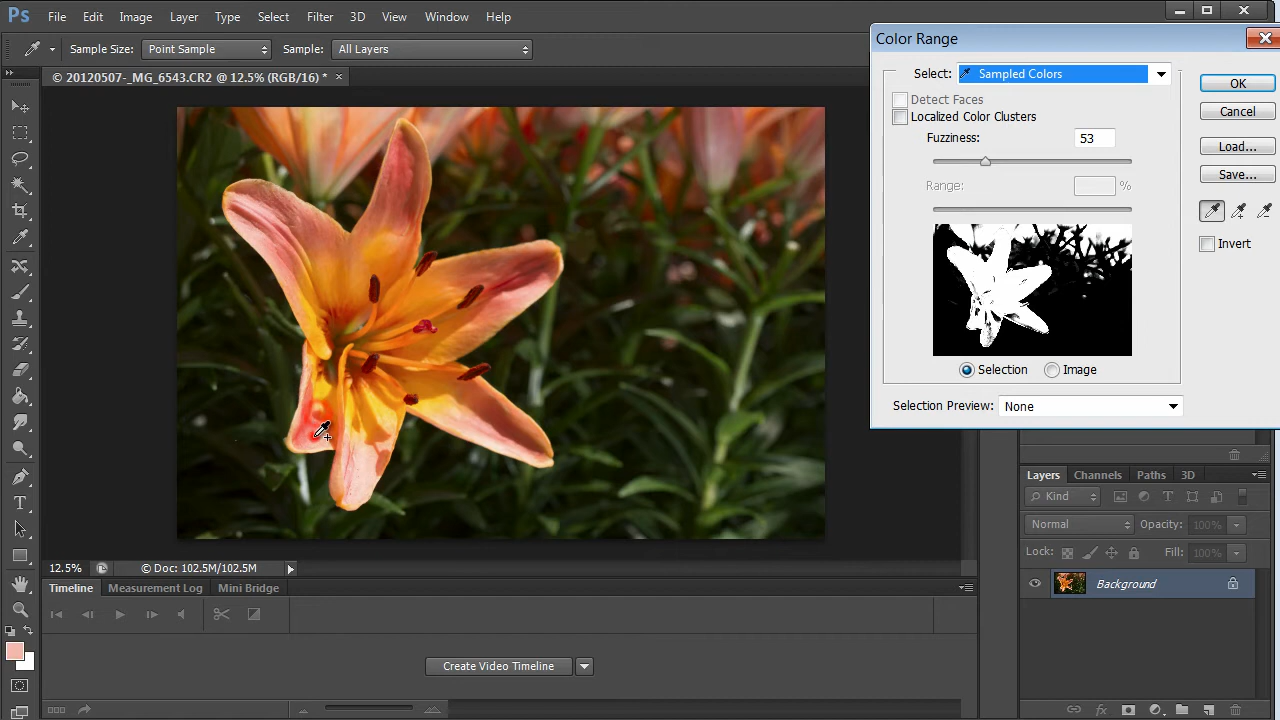 Ps File Edit Image Layer Type Select Filter 3D View Window Help
Sample Size: Point Sample Sample: All Layers
© 20120507-_MG_6543.CR2 @ 12.5% (RGB/16) * ×
Color Range
Select: Sampled Colors
OK
Detect Faces
Cancel
Localized Color Clusters
Fuzziness: 53
Load...
Range: %
Save...
Invert
Selection Image
Selection Preview: None
Layers Channels Paths 3D
Kind
Normal Opacity: 100%
Lock: Fill: 100%
Background
12.5% © Doc: 102.5M/102.5M
Timeline Measurement Log Mini Bridge
Create Video Timeline